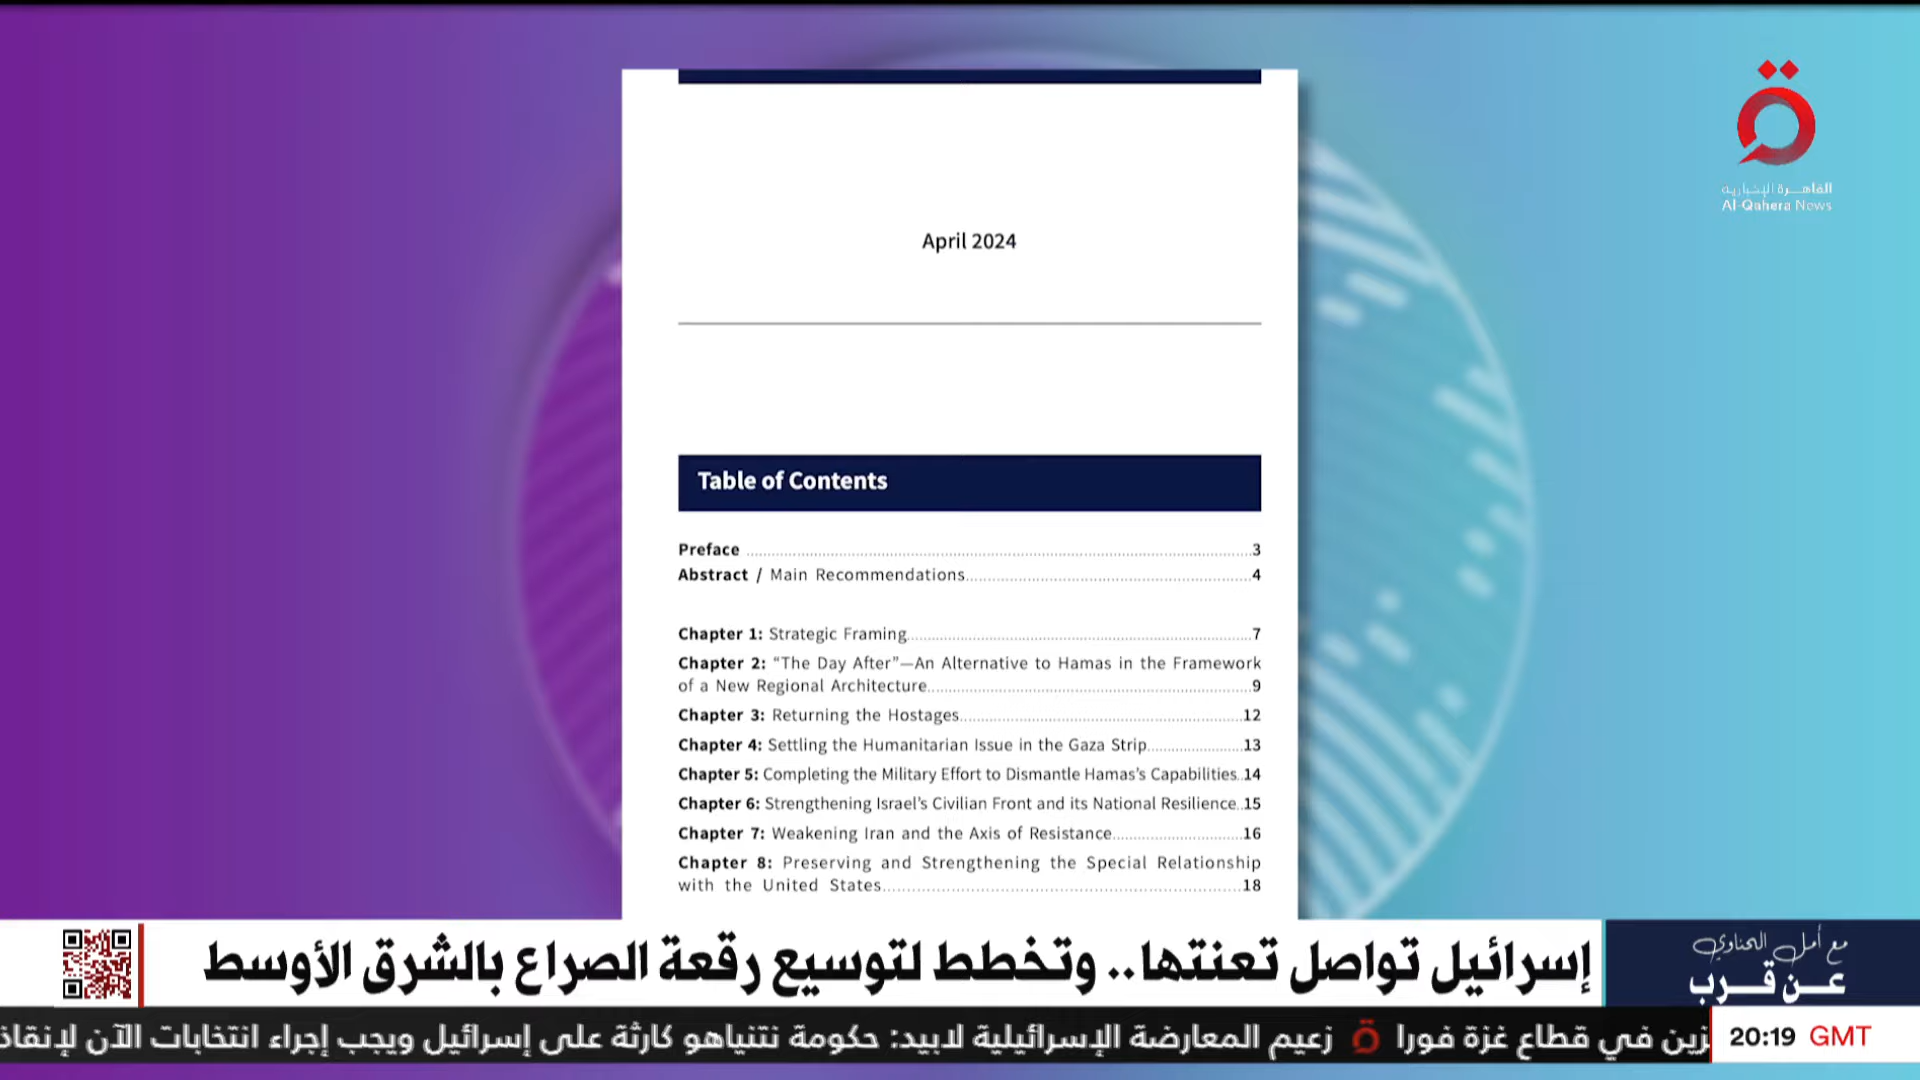 القاهرة الإخبارية
Al-Qahera News
April 2024
Table of Contents
Preface 3
Abstract / Main Recommendations 4
Chapter 1: Strategic Framing 7
Chapter 2: “The Day After”—An Alternative to Hamas in the Framework
of a New Regional Architecture 9
Chapter 3: Returning the Hostages 12
Chapter 4: Settling the Humanitarian Issue in the Gaza Strip 13
Chapter 5: Completing the Military Effort to Dismantle Hamas’s Capabilities 14
Chapter 6: Strengthening Israel’s Civilian Front and its National Resilience 15
Chapter 7: Weakening Iran and the Axis of Resistance 16
Chapter 8: Preserving and Strengthening the Special Relationship
with the United States 18
مع أمل الحناوي
عن قرب
إسرائيل تواصل تعنتها.. وتخطط لتوسيع رقعة الصراع بالشرق الأوسط
في قطاع غزة فورا زعيم المعارضة الإسرائيلية لابيد: حكومة نتنياهو كارثة على إسرائيل ويجب إجراء انتخابات الآن لإنقاذ
20:19 GMT